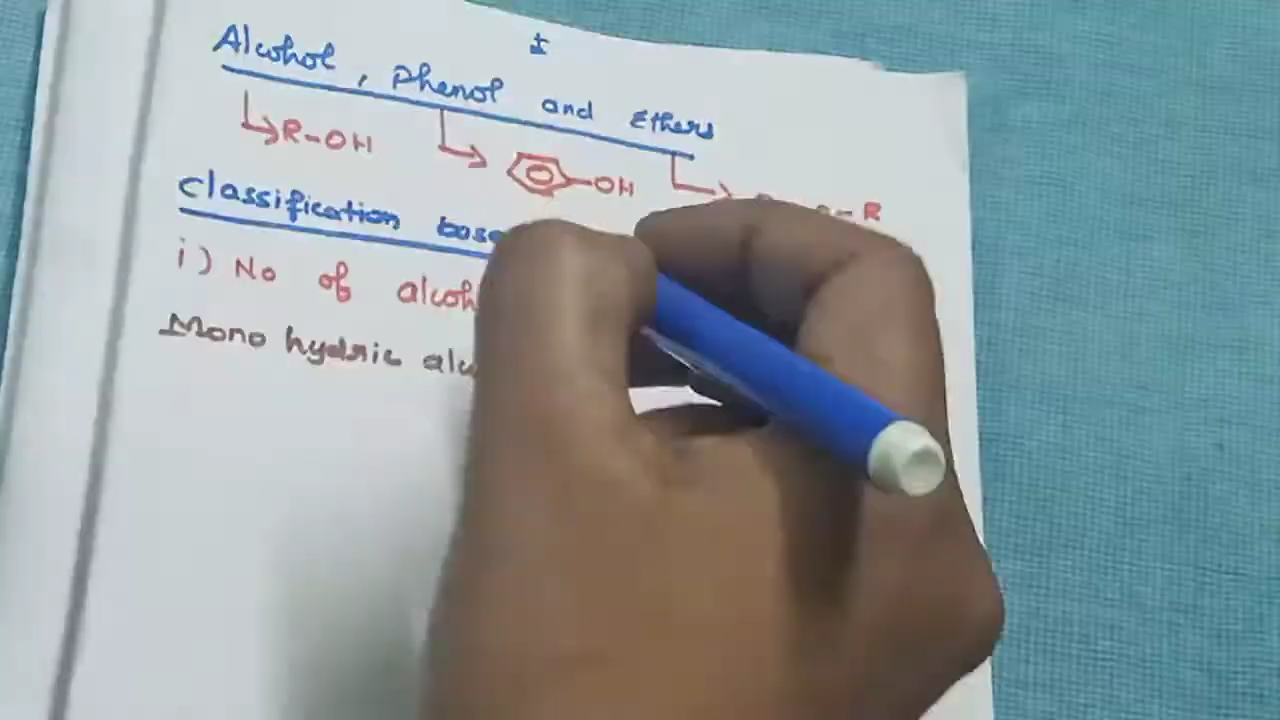 I
Alcohol, Phenol and Ethers
R-OH
-OH
- R
classification
i) No of
Mono hydric